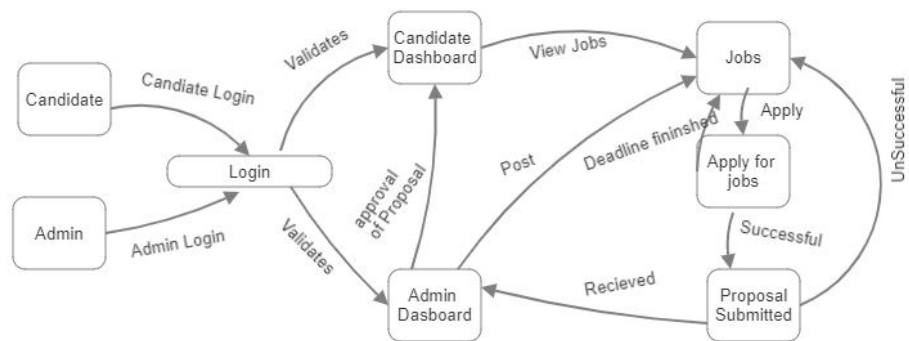 Candidate
Candiate Login
Admin
Admin Login
Login
Validates
Validates
Candidate
Dashboard
View Jobs
approval
of Proposal
Post
Admin
Dasboard
Jobs
Apply
Deadline fininshed
Apply for
jobs
Successful
UnSuccessful
Recieved
Proposal
Submitted